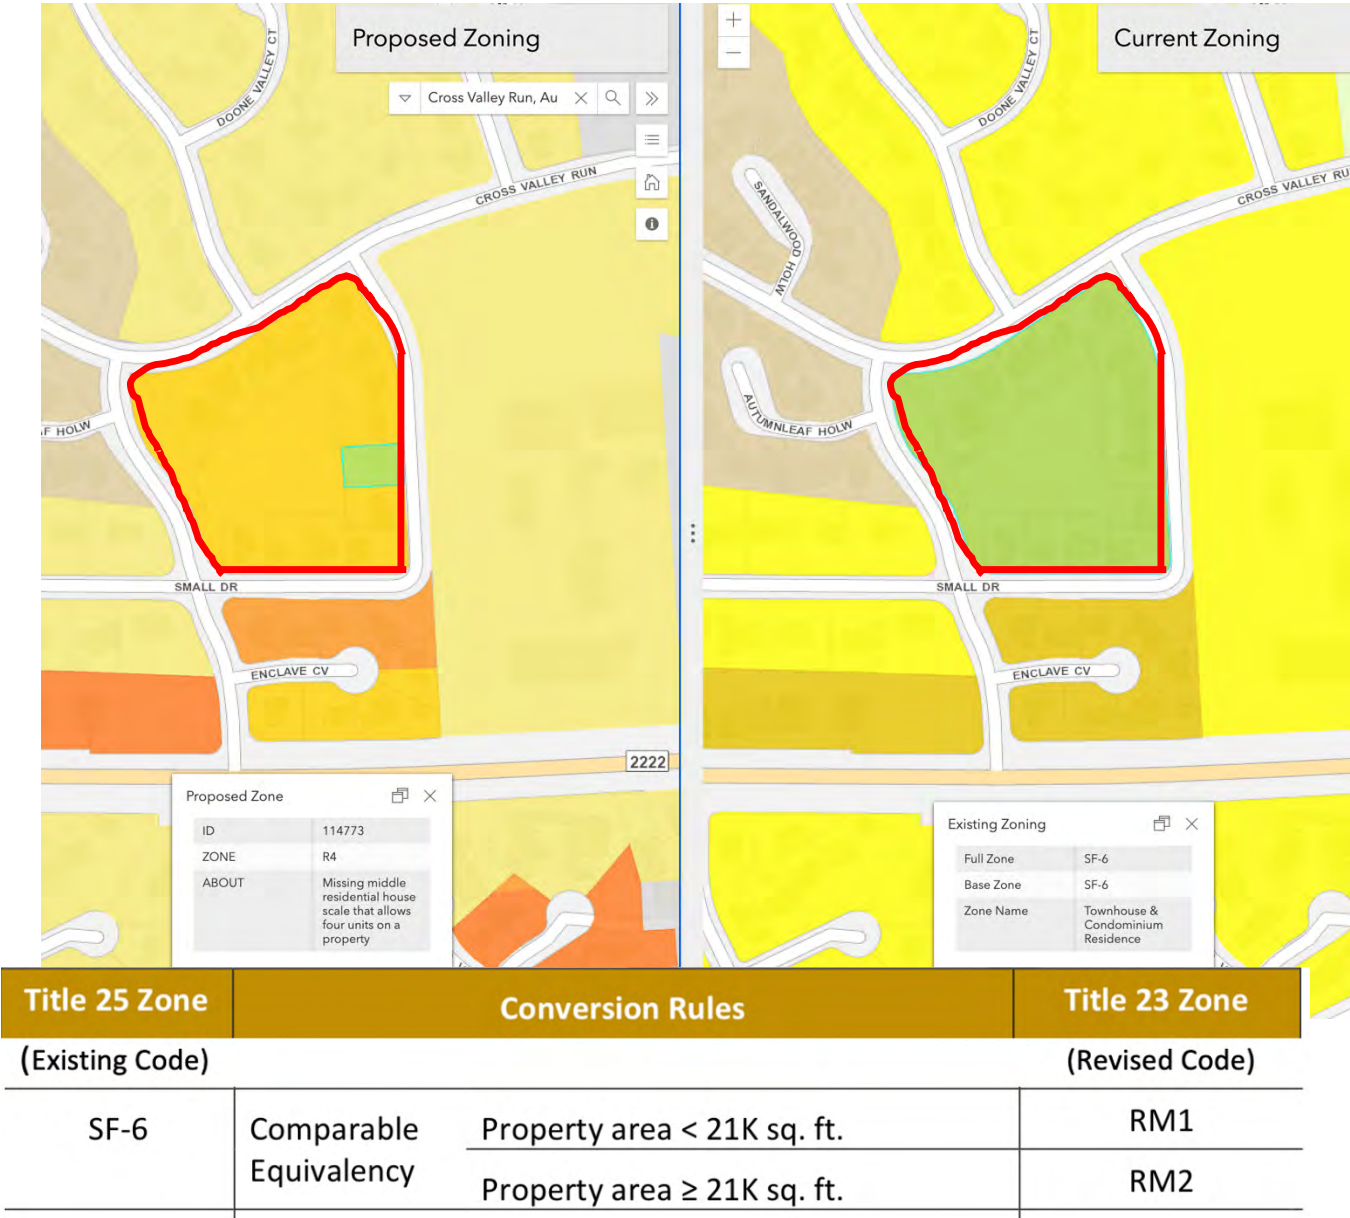 Proposed Zoning
Cross Valley Run, Au
DOONE VALLEY CT
CROSS VALLEY RUN
F HOLW
SMALL DR
ENCLAVE CV
2222
Proposed Zone
ID 114773
ZONE R4
ABOUT Missing middle
residential house
scale that allows
four units on a
property
Current Zoning
DOONE VALLEY CT
SANDALWOOD HOLW
CROSS VALLEY RU
AUTUMNLEAF HOLW
SMALL DR
ENCLAVE CV
Existing Zoning
Full Zone SF-6
Base Zone SF-6
Zone Name Townhouse &
Condominium
Residence
Title 25 Zone Conversion Rules Title 23 Zone
(Existing Code) (Revised Code)
SF-6 Comparable Property area < 21K sq. ft. RM1
Equivalency Property area ≥ 21K sq. ft. RM2